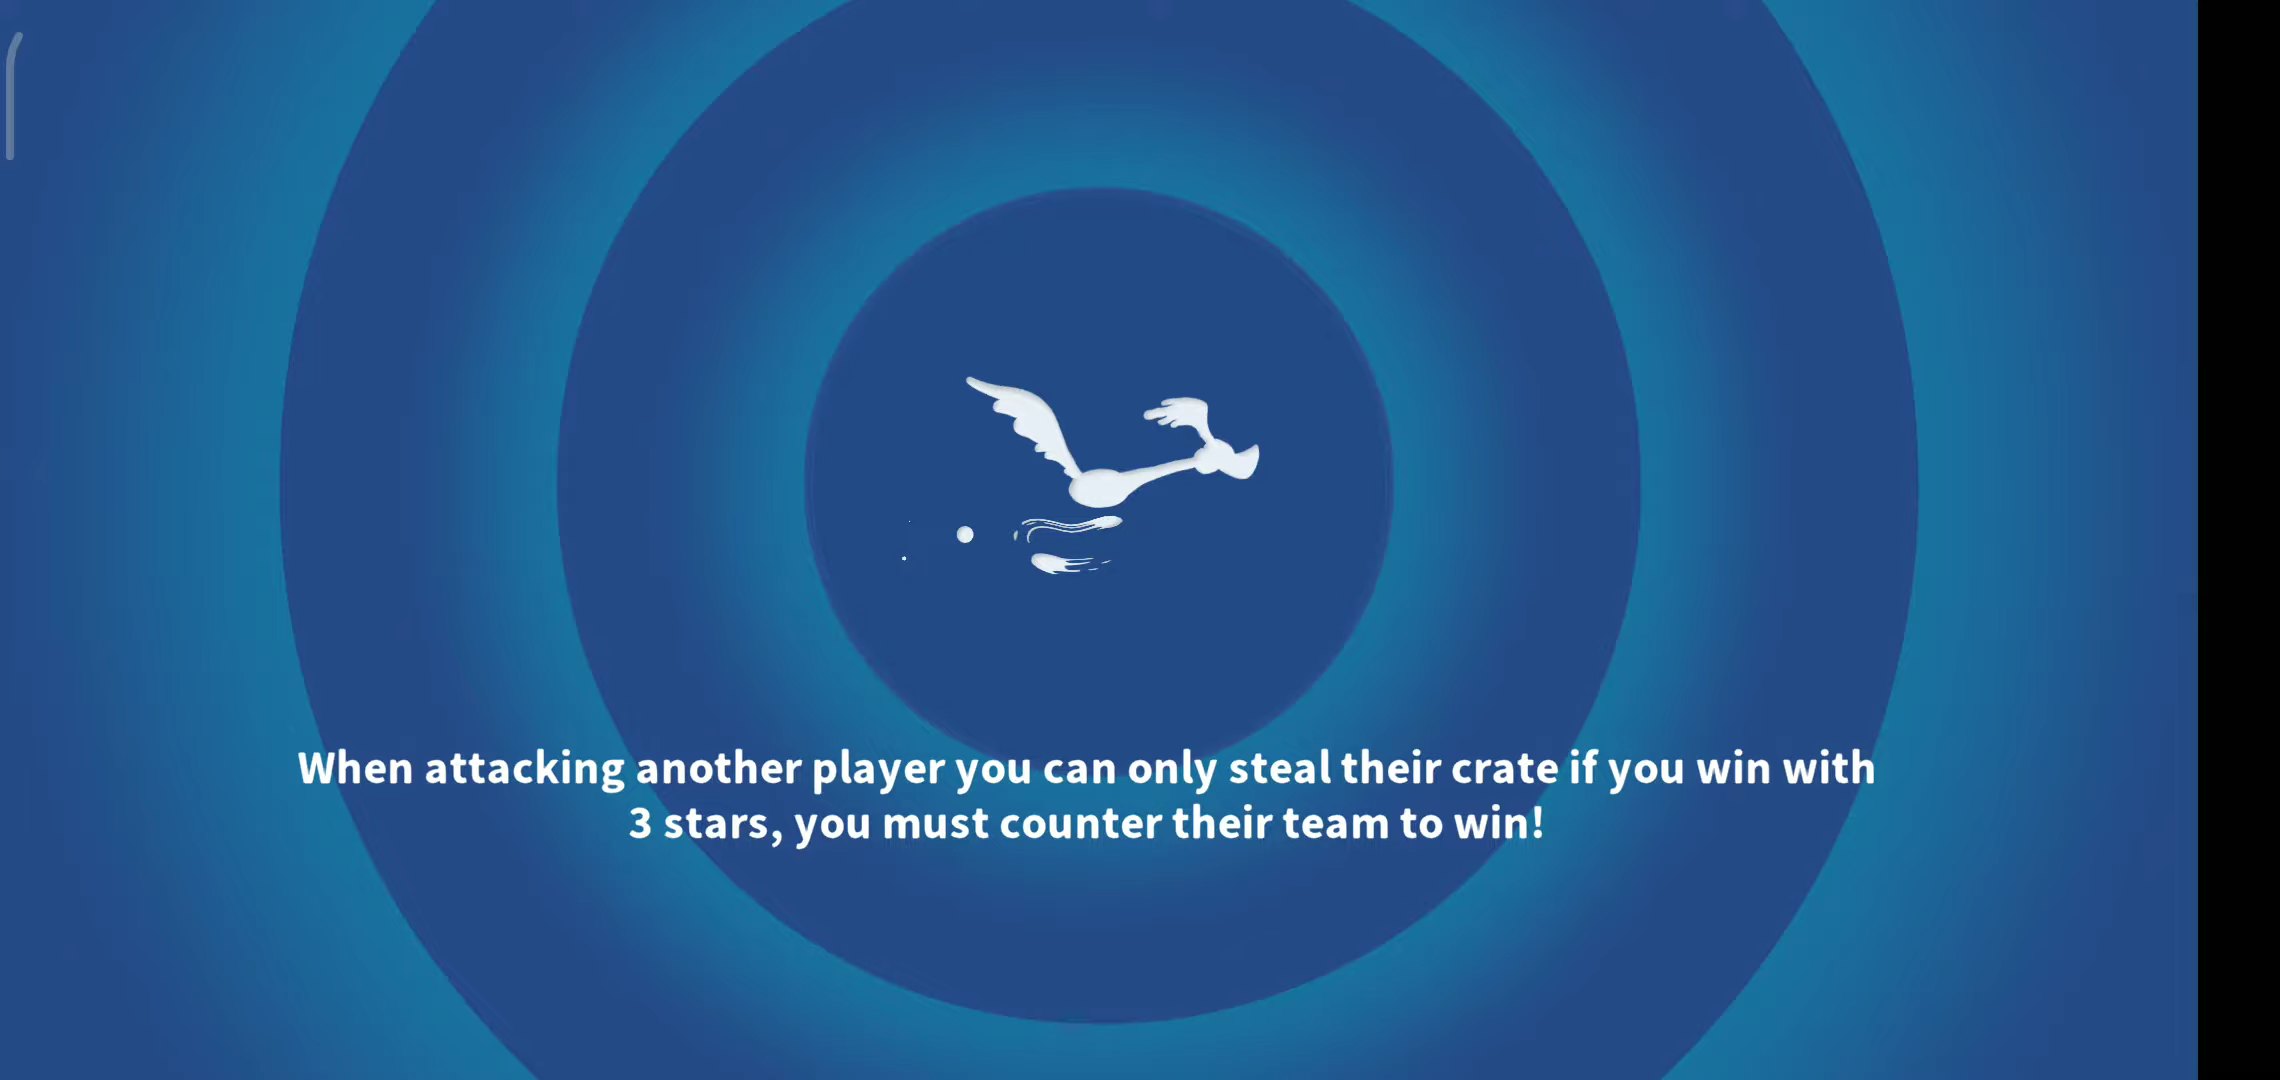 When attacking another player you can only steal their crate if you win with
3 stars, you must counter their team to win!